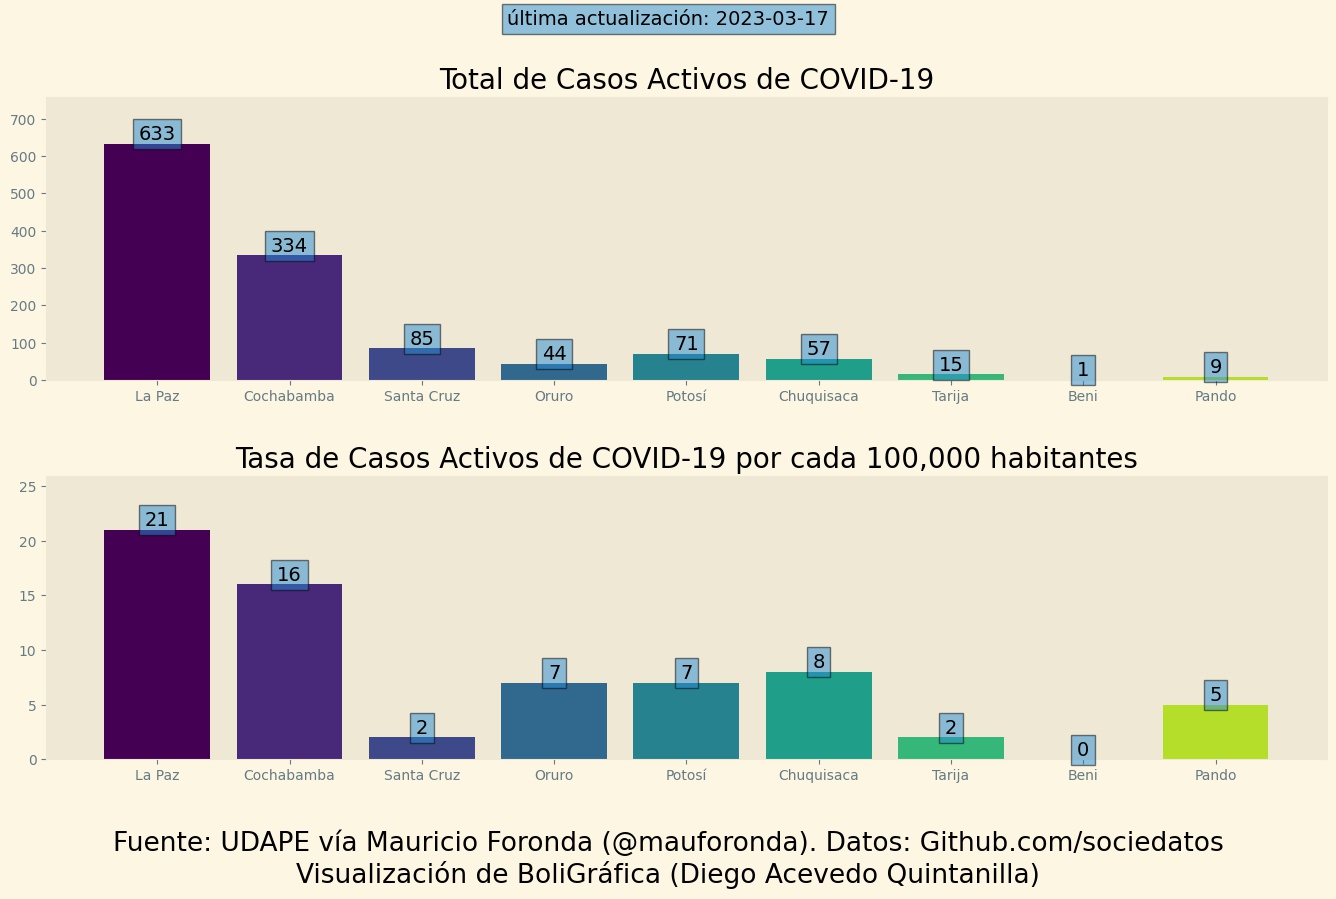 última actualización: 2023-03-17
Total de Casos Activos de COVID-19
700
600
500
400
300
200
100
0
633
334
85
44
71
57
15
1
9
La Paz
Cochabamba
Santa Cruz
Oruro
Potosí
Chuquisaca
Tarija
Beni
Pando
Tasa de Casos Activos de COVID-19 por cada 100,000 habitantes
25
20
15
10
5
0
21
16
2
7
7
8
2
0
5
La Paz
Cochabamba
Santa Cruz
Oruro
Potosí
Chuquisaca
Tarija
Beni
Pando
Fuente: UDAPE vía Mauricio Foronda (@mauforonda). Datos: Github.com/sociedatos
Visualización de BoliGráfica (Diego Acevedo Quintanilla)